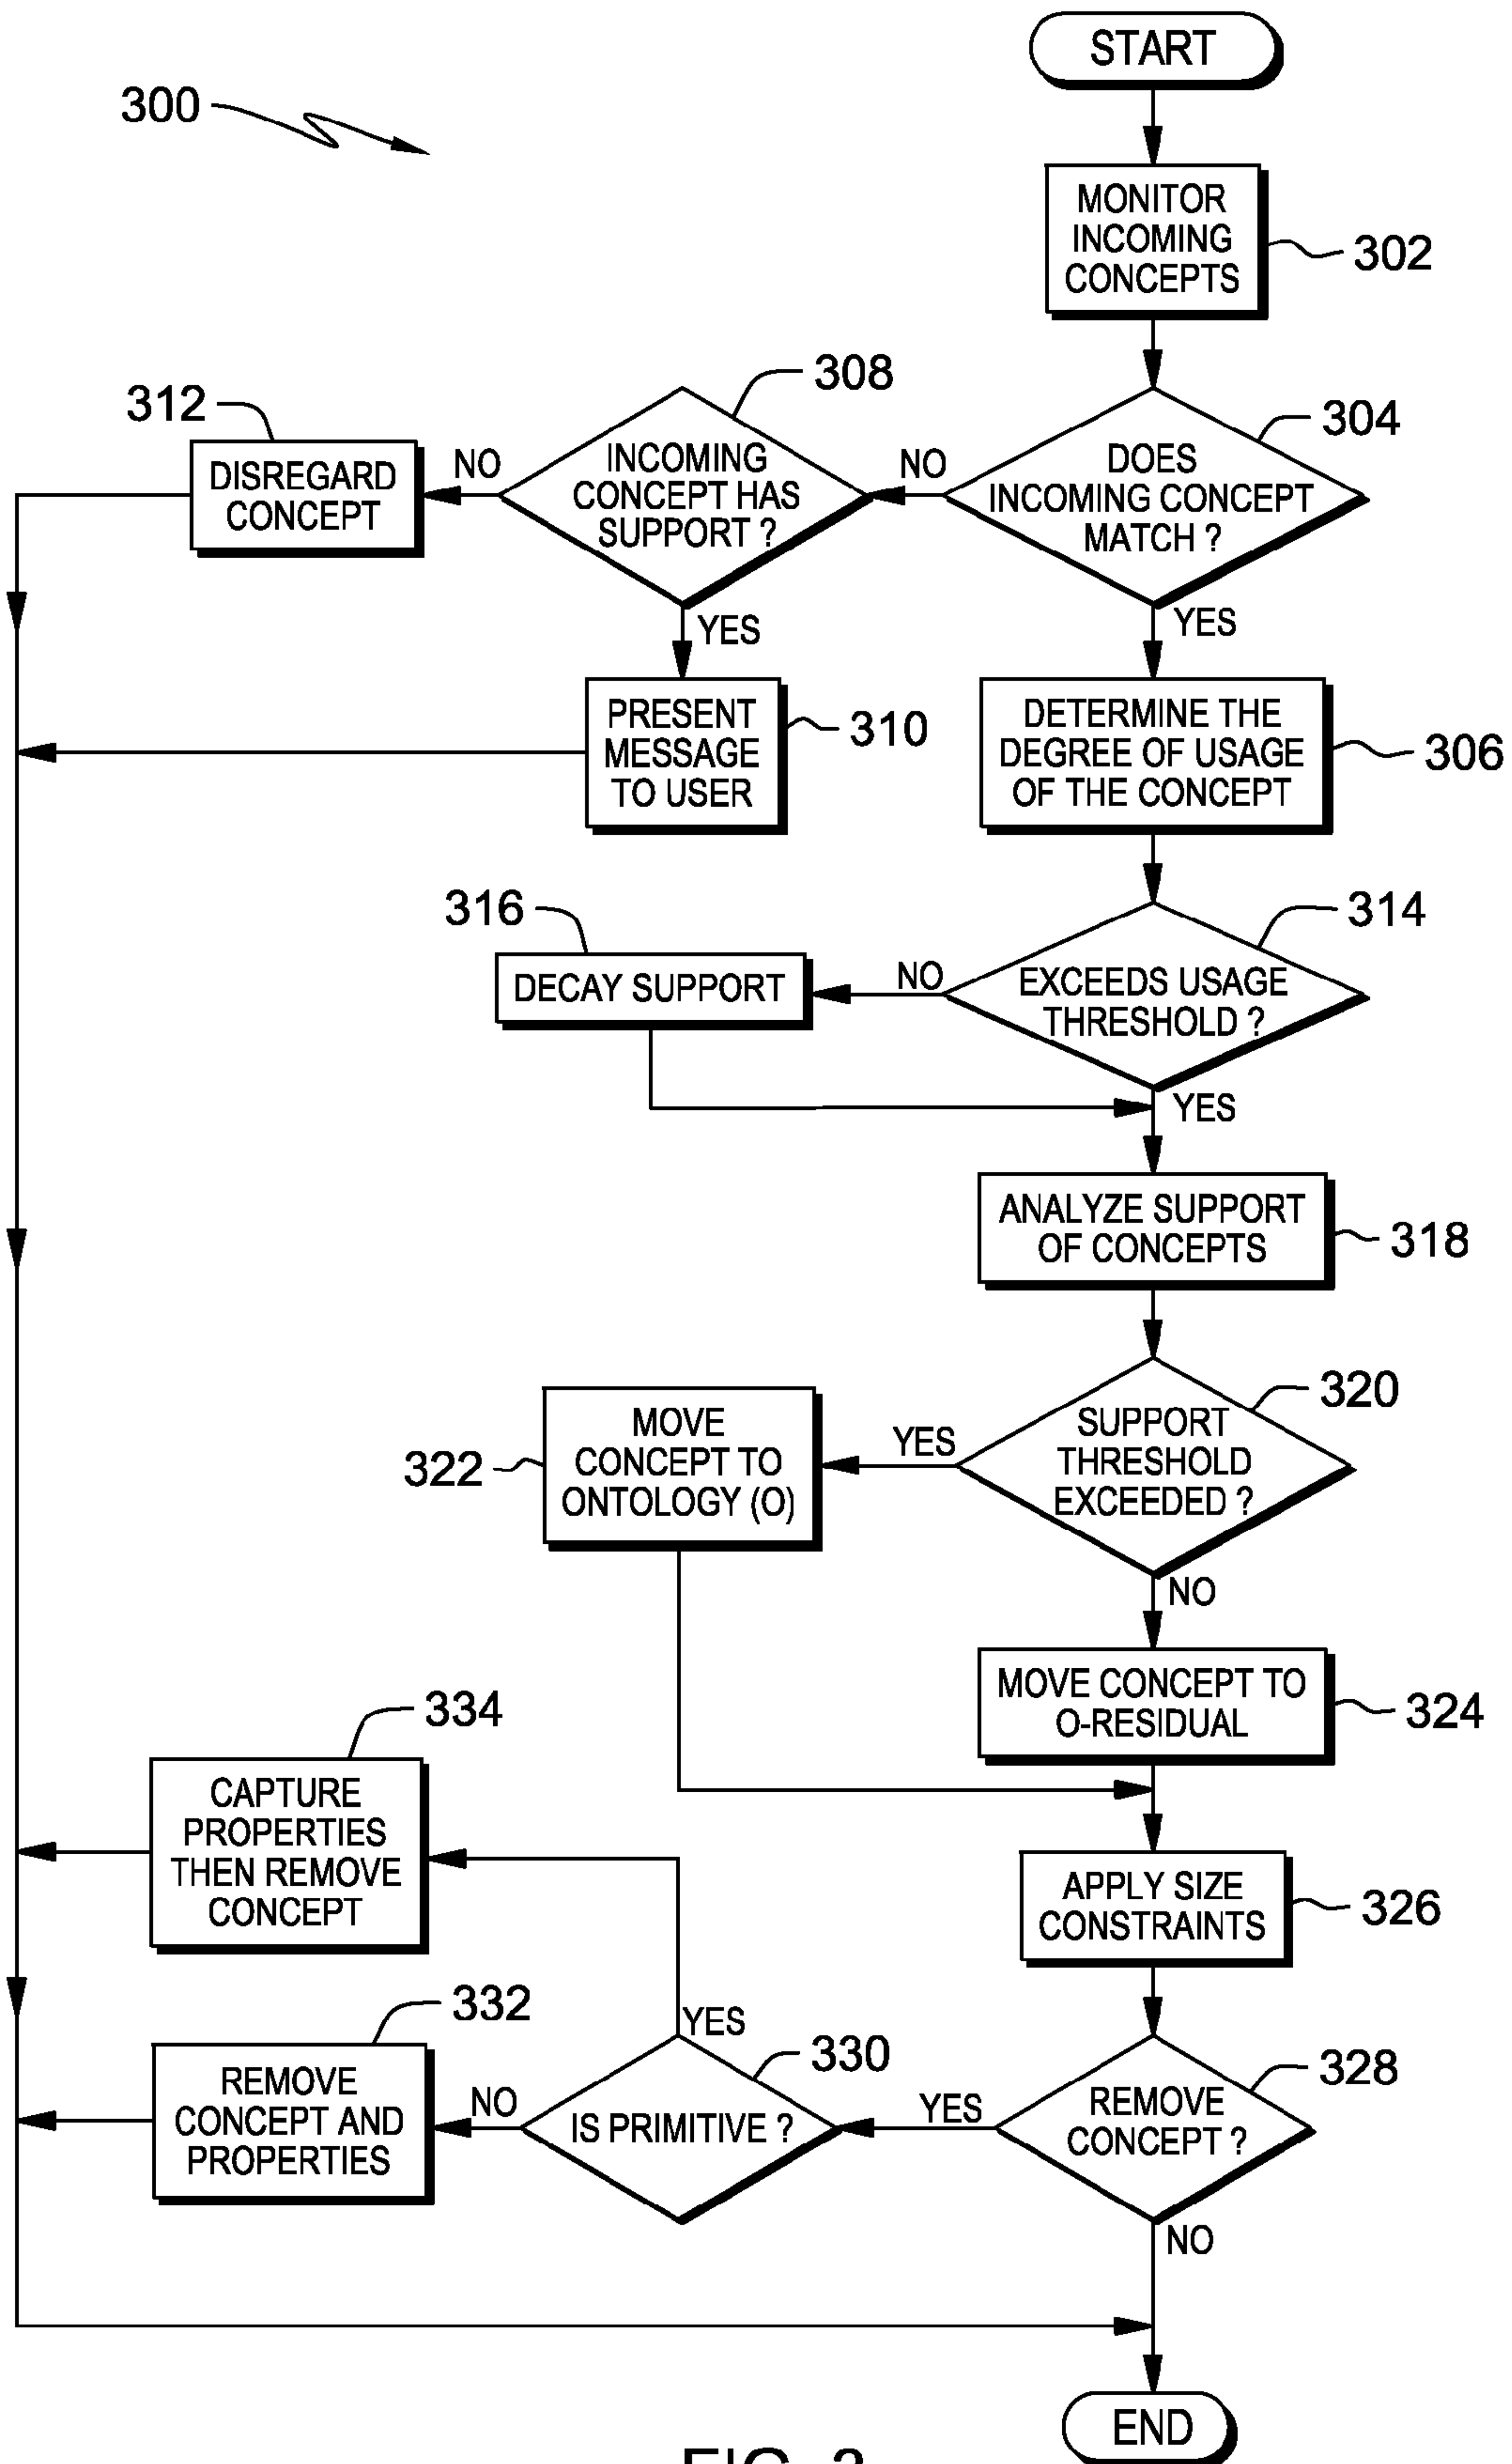 START
300
MONITOR
INCOMING
CONCEPTS
302
308
312
304
DISREGARD
CONCEPT
NO
INCOMING
CONCEPT HAS
SUPPORT ?
NO
DOES
INCOMING CONCEPT
MATCH ?
YES
YES
PRESENT
MESSAGE
TO USER
310
DETERMINE THE
DEGREE OF USAGE
OF THE CONCEPT
306
316
314
DECAY SUPPORT
NO
EXCEEDS USAGE
THRESHOLD ?
YES
ANALYZE SUPPORT
OF CONCEPTS
318
320
322
MOVE
CONCEPT TO
ONTOLOGY (O)
YES
SUPPORT
THRESHOLD
EXCEEDED ?
NO
MOVE CONCEPT TO
O-RESIDUAL
324
334
CAPTURE
PROPERTIES
THEN REMOVE
CONCEPT
APPLY SIZE
CONSTRAINTS
326
332
YES
330
328
REMOVE
CONCEPT AND
PROPERTIES
NO
IS PRIMITIVE ?
YES
REMOVE
CONCEPT ?
NO
END